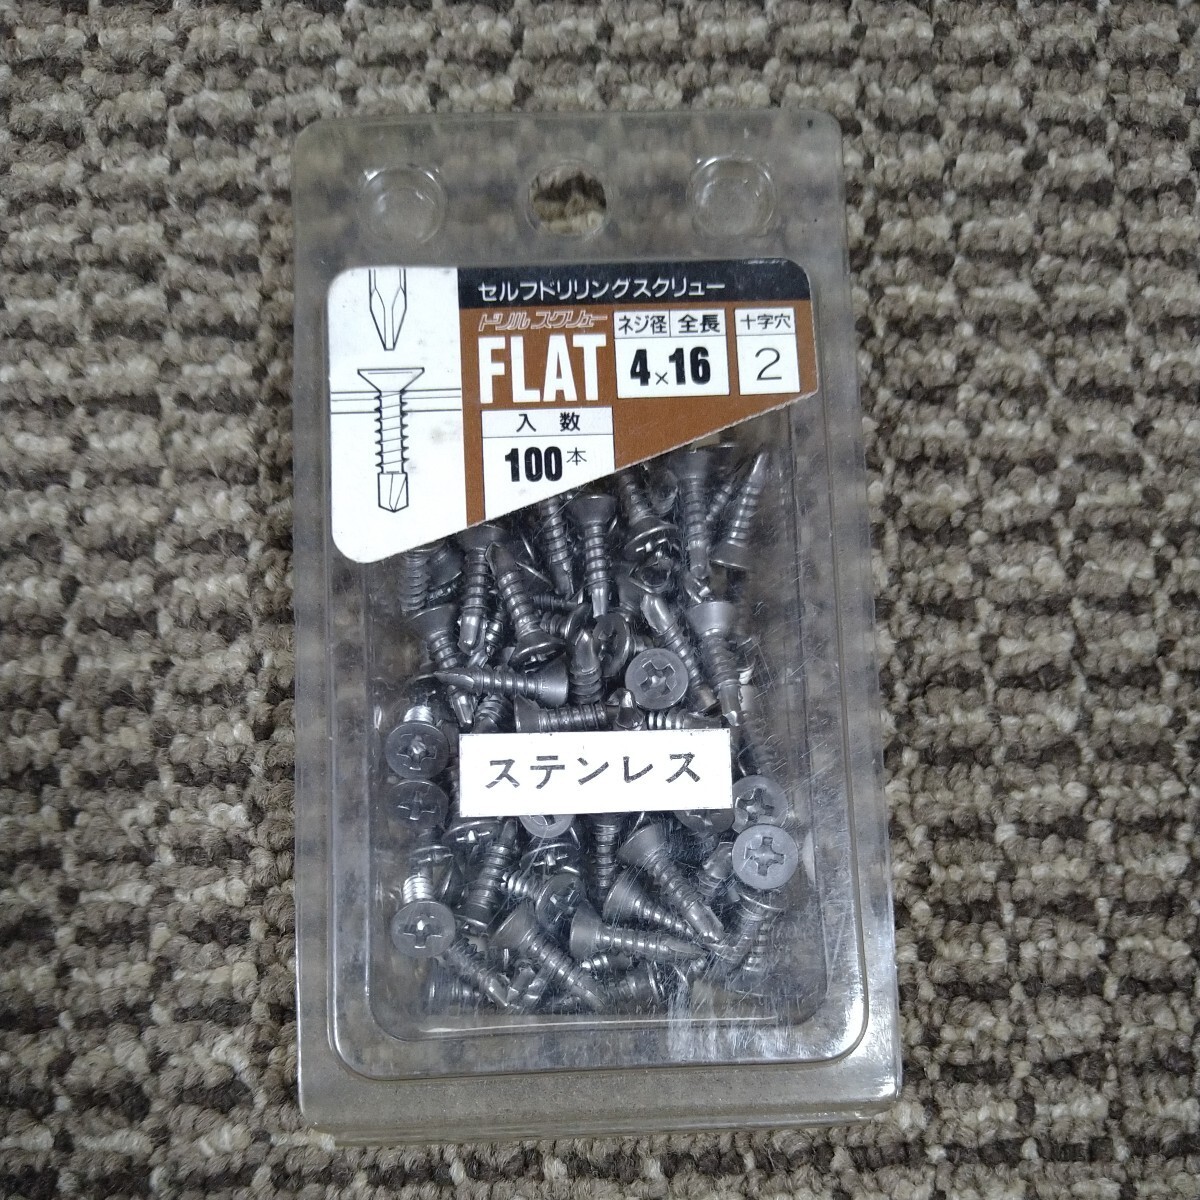 セルフドリリングスクリュー
ドリルスクリュー
FLAT
ネジ径 全長
4×16
十字穴
2
入数
100本
ステンレス